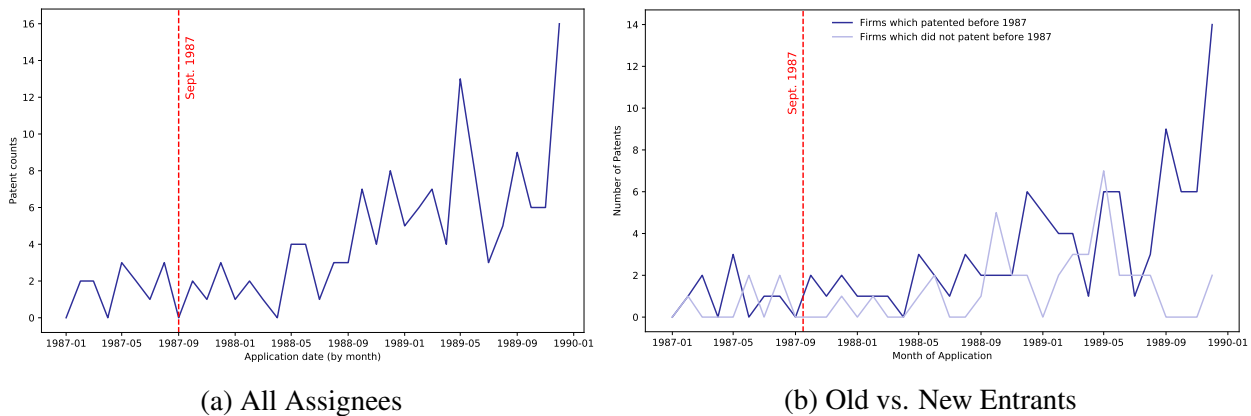 Patent counts
16
14
12
10
8
6
4
2
0
Sept. 1987
1987-01 1987-05 1987-09 1988-01 1988-05 1988-09 1989-01 1989-05 1989-09 1990-01
Application date (by month)
(a) All Assignees
Number of Patents
14
12
10
8
6
4
2
0
Firms which patented before 1987
Firms which did not patent before 1987
Sept. 1987
1987-01 1987-05 1987-09 1988-01 1988-05 1988-09 1989-01 1989-05 1989-09 1990-01
Month of Application
(b) Old vs. New Entrants